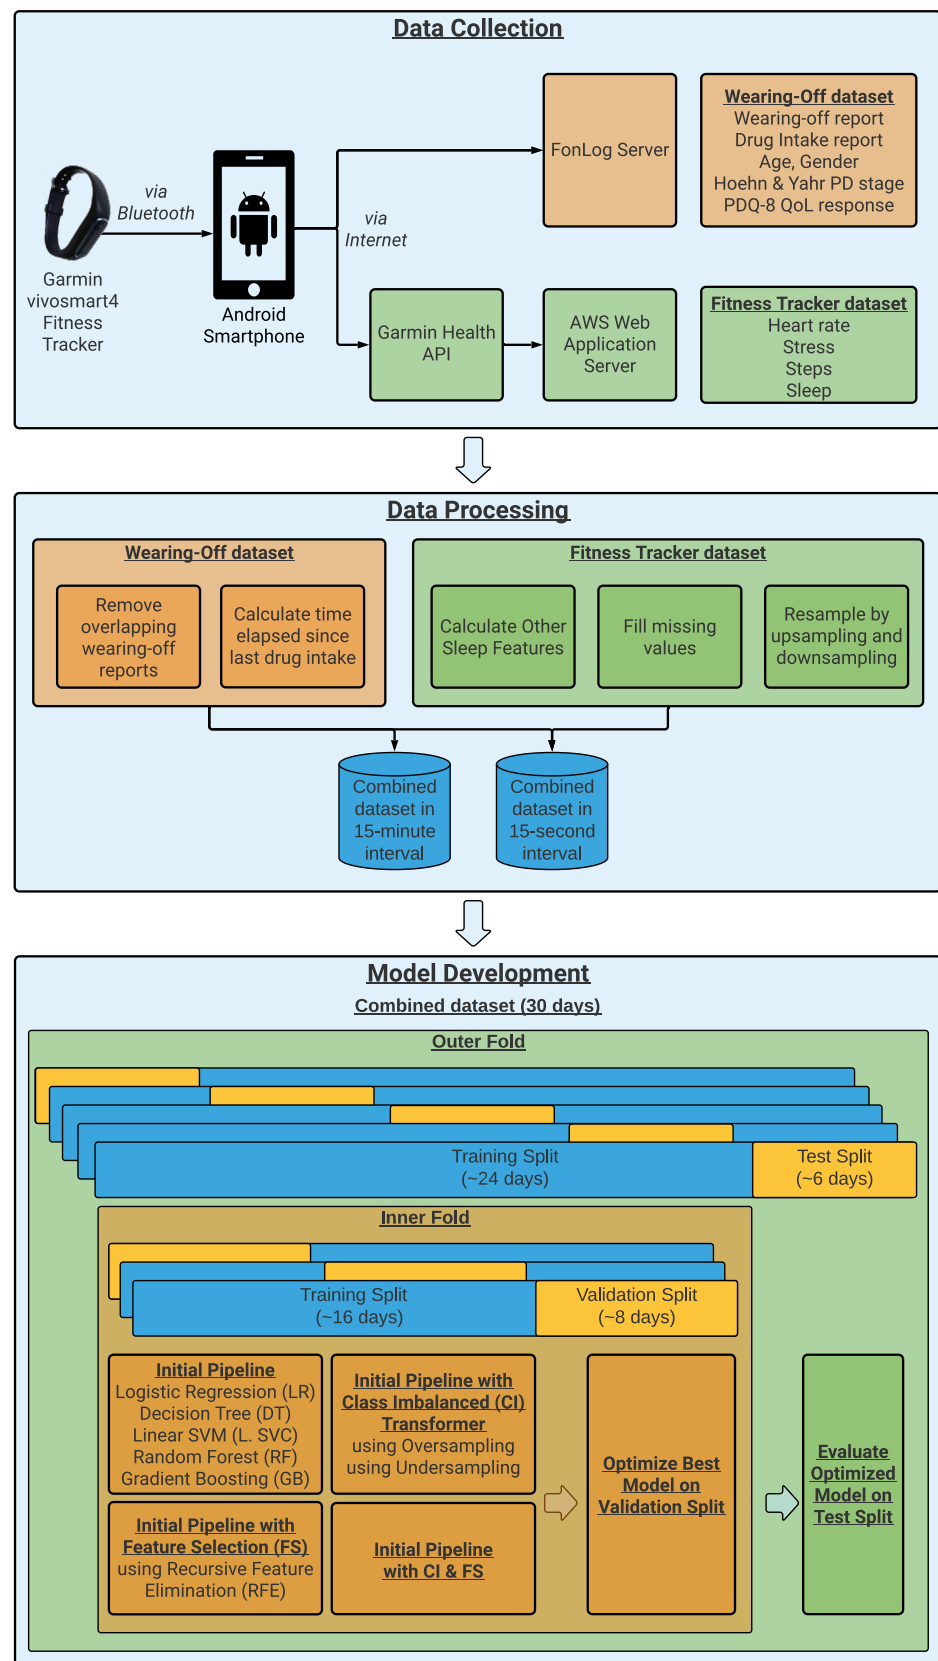 Data Collection
via
Bluetooth
Garmin
vivosmart4
Fitness
Tracker
Android
Smartphone
via
Internet
FonLog Server
Wearing-Off dataset
Wearing-off report
Drug Intake report
Age, Gender
Hoehn & Yahr PD stage
PDQ-8 QoL response
Garmin Health
API
AWS Web
Application
Server
Fitness Tracker dataset
Heart rate
Stress
Steps
Sleep
Data Processing
Wearing-Off dataset
Remove
overlapping
wearing-off
reports
Calculate time
elapsed since
last drug intake
Fitness Tracker dataset
Calculate Other
Sleep Features
Fill missing
values
Resample by
upsampling and
downsampling
Combined
dataset in
15-minute
interval
Combined
dataset in
15-second
interval
Model Development
Combined dataset (30 days)
Outer Fold
Training Split
(~24 days)
Test Split
(~6 days)
Inner Fold
Training Split
(~16 days)
Validation Split
(~8 days)
Initial Pipeline
Logistic Regression (LR)
Decision Tree (DT)
Linear SVM (L. SVC)
Random Forest (RF)
Gradient Boosting (GB)
Initial Pipeline with
Class Imbalanced (CI)
Transformer
using Oversampling
using Undersampling
Initial Pipeline with
Feature Selection (FS)
using Recursive Feature
Elimination (RFE)
Initial Pipeline
with CI & FS
Optimize Best
Model on
Validation Split
Evaluate
Optimized
Model on
Test Split